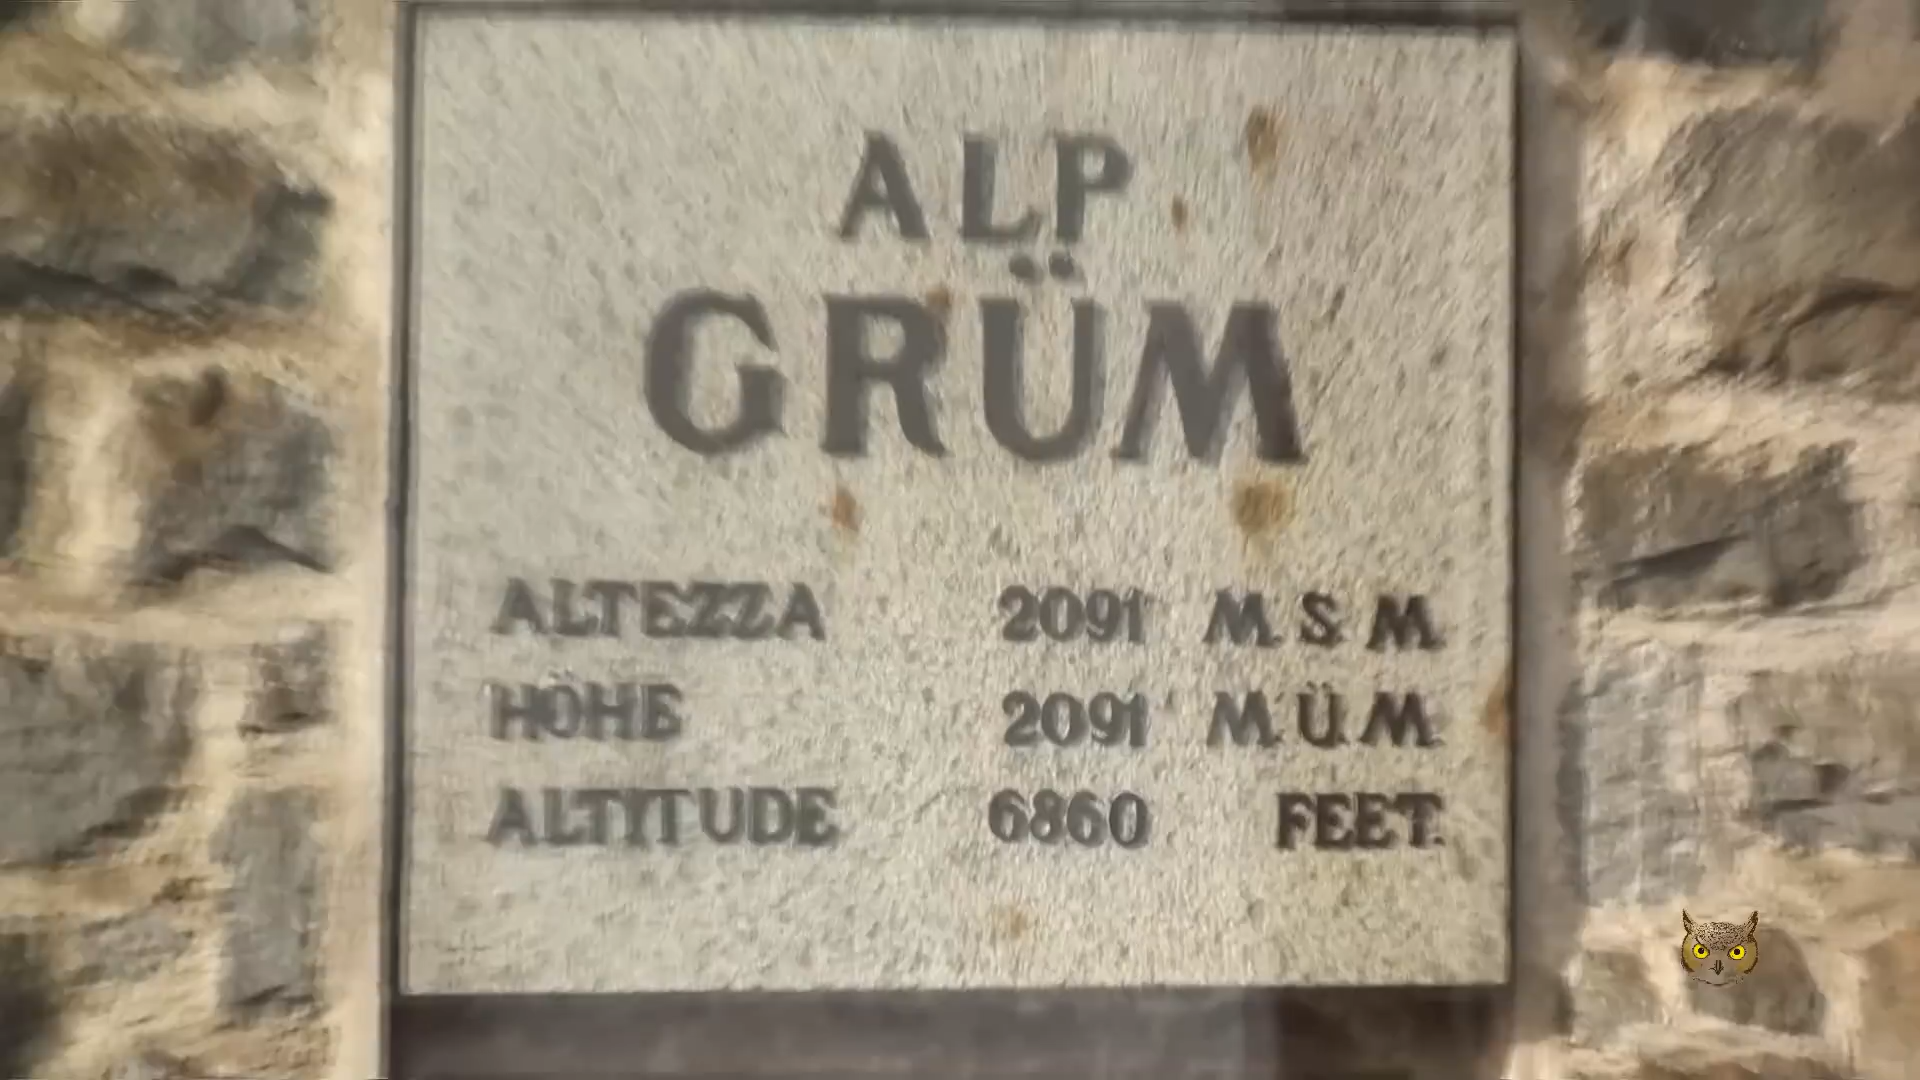 ALP
GRÜM
ALTEZZA 2091 M. S. M.
HÖHE 2091 M. Ü. M.
ALTITUDE 6860 FEET.